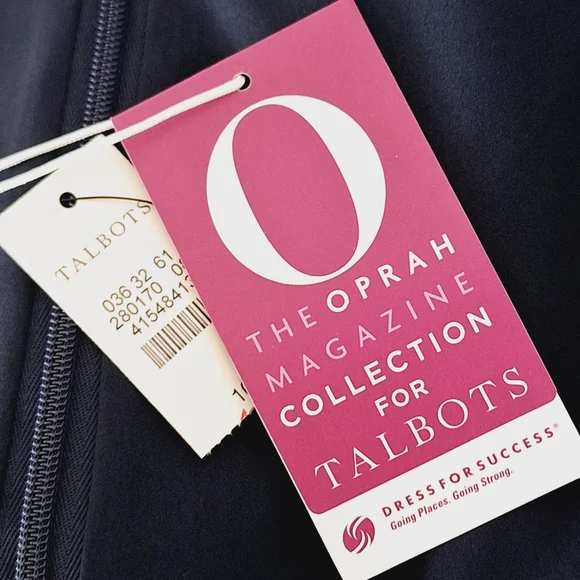 O
THE OPRAH
MAGAZINE
COLLECTION
FOR
TALBOTS
DRESS FOR SUCCESS®
Going Places. Going Strong.
TALBOTS
036 32 61
280170
4154841